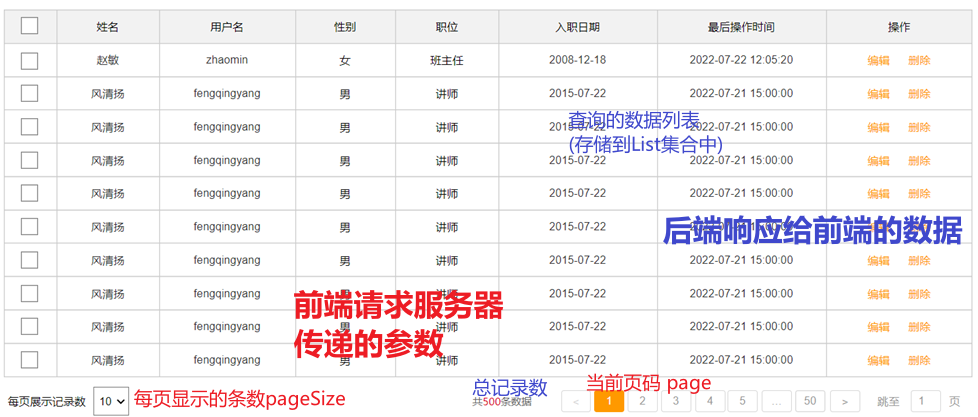 姓名 用户名 性别 职位 入职日期 最后操作时间 操作
赵敏 zhaomin 女 班主任 2008-12-18 2022-07-22 12:05:20 编辑 删除
风清扬 fengqingyang 男 讲师 2015-07-22 2022-07-21 15:00:00 编辑 删除
查询的数据列表
风清扬 fengqingyang 男 讲师 2015-07-22 2022-07-21 15:00:00 编辑 删除
(存储到List集合中)
风清扬 fengqingyang 男 讲师 2015-07-22 2022-07-21 15:00:00 编辑 删除
风清扬 fengqingyang 男 讲师 2015-07-22 2022-07-21 15:00:00 编辑 删除
风清扬 fengqingyang 男 讲师 2015-07-22
后端响应给前端的数据
风清扬 fengqingyang 男 讲师 2015-07-22 2022-07-21 15:00:00 编辑 删除
风清扬 fengqingyang 2015-07-22 2022-07-21 15:00:00 编辑 删除
前端请求服务器
风清扬 fengqingyang 男 讲师 2015-07-22 2022-07-21 15:00:00 编辑 删除
传递的参数
风清扬 fengqingyang 男 讲师 2015-07-22 2022-07-21 15:00:00 编辑 删除
总记录数 当前页码 page
每页展示记录数 10 每页显示的条数pageSize 共500条数据 < 1 2 3 4 5 ... 50 > 跳至 1 页